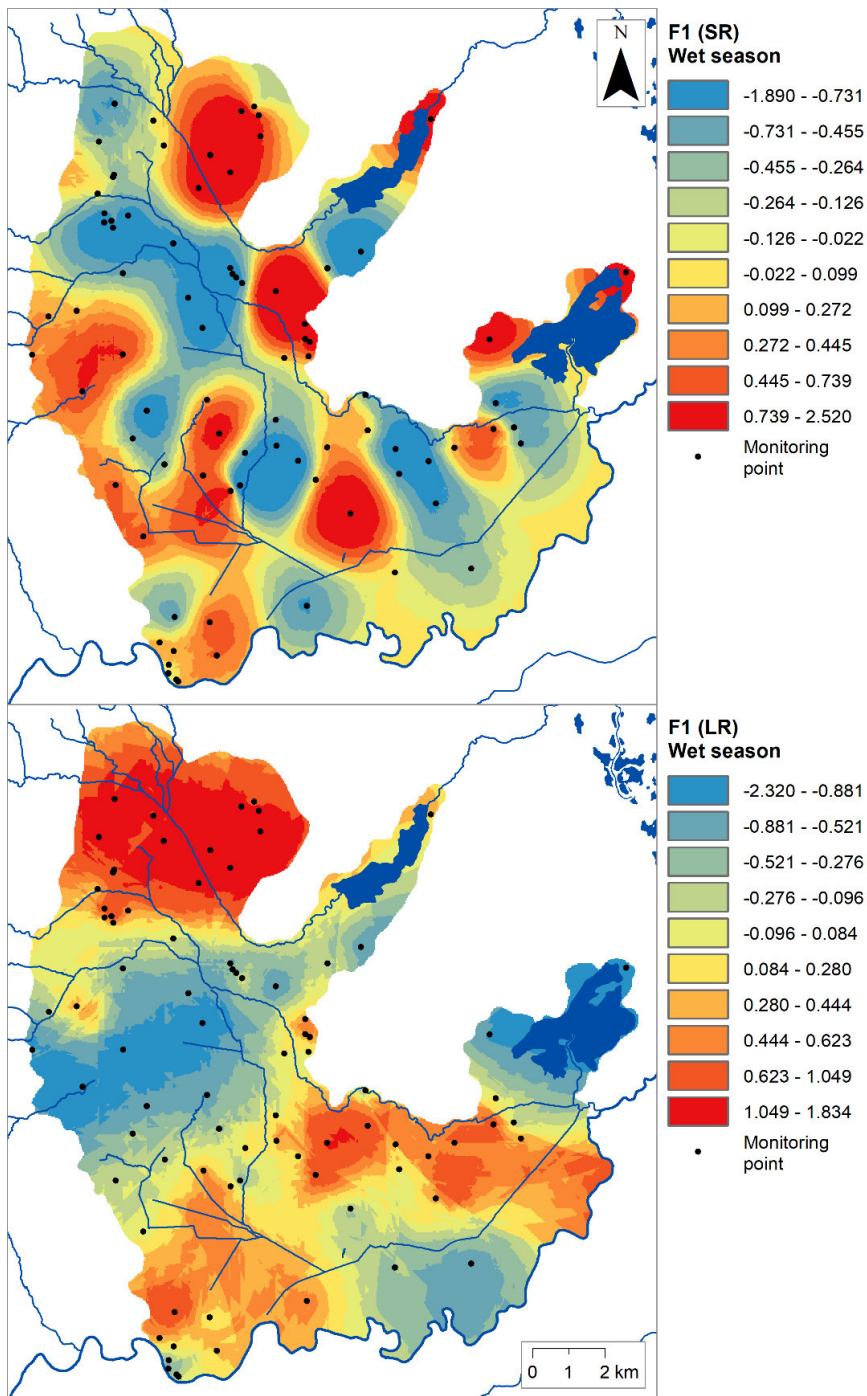 N
F1 (SR)
Wet season
-1.890 - -0.731
-0.731 - -0.455
-0.455 - -0.264
-0.264 - -0.126
-0.126 - -0.022
-0.022 - 0.099
0.099 - 0.272
0.272 - 0.445
0.445 - 0.739
0.739 - 2.520
Monitoring
point
F1 (LR)
Wet season
-2.320 - -0.881
-0.881 - -0.521
-0.521 - -0.276
-0.276 - -0.096
-0.096 - 0.084
0.084 - 0.280
0.280 - 0.444
0.444 - 0.623
0.623 - 1.049
1.049 - 1.834
Monitoring
point
0 1 2 km